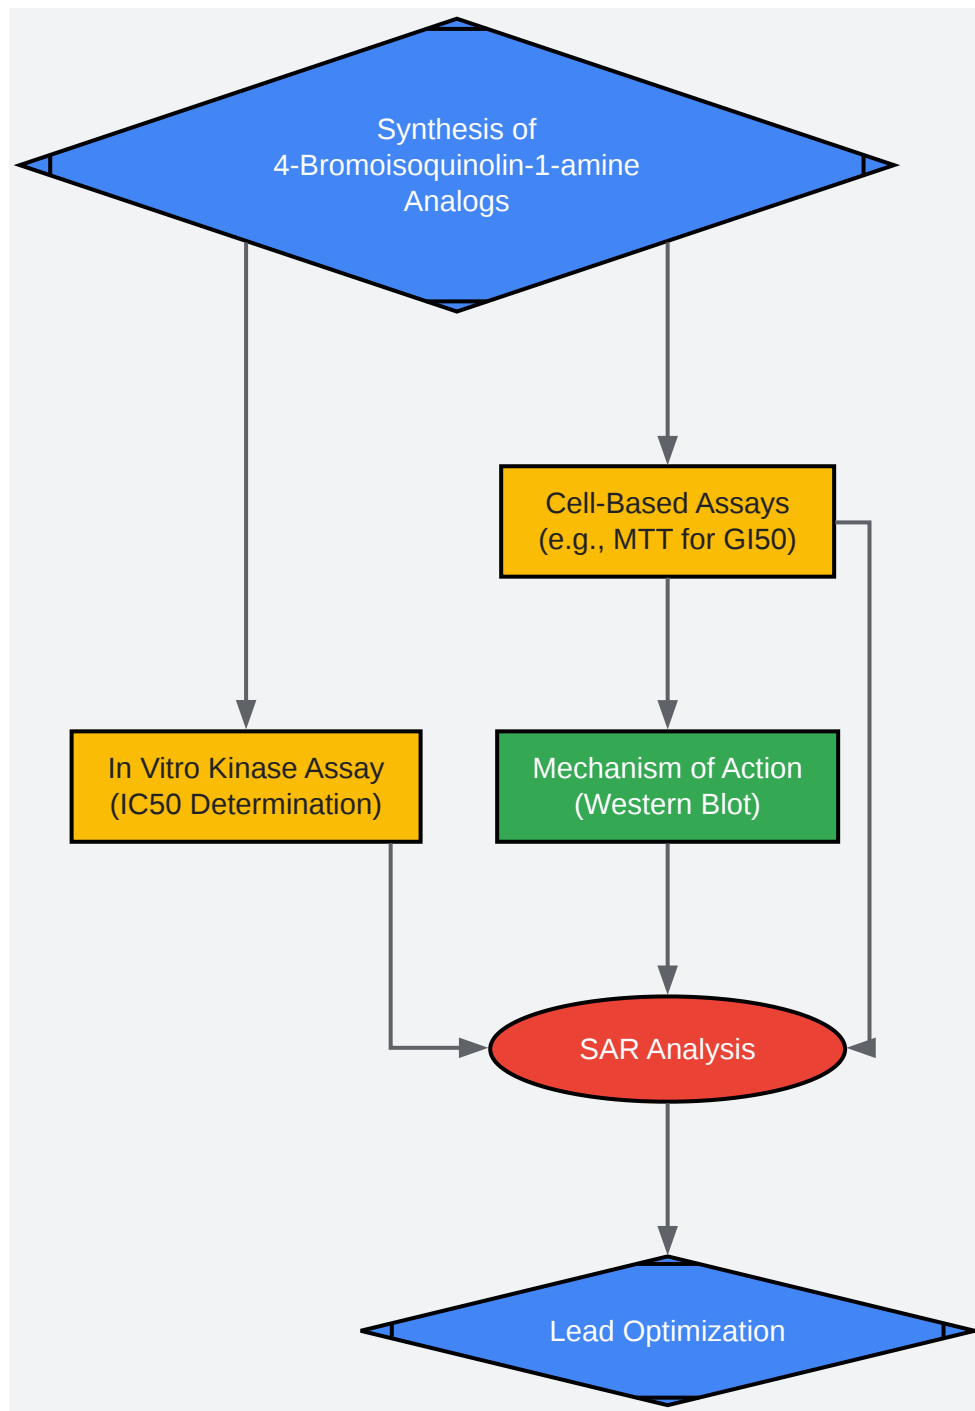 Synthesis of
4-Bromoisoquinolin-1-amine
Analogs
Cell-Based Assays
(e.g., MTT for GI50)
In Vitro Kinase Assay
(IC50 Determination)
Mechanism of Action
(Western Blot)
SAR Analysis
Lead Optimization